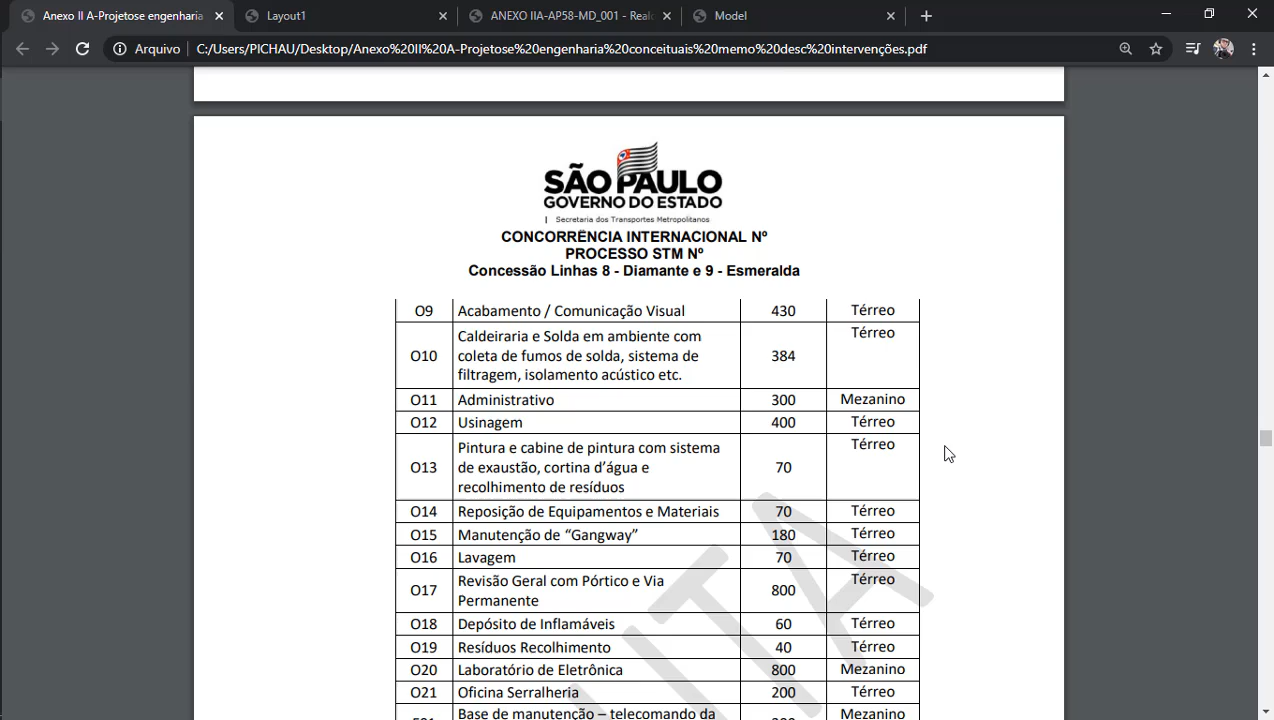 Anexo II A-Projetose engenharia
Layout1
ANEXO IIA-AP58-MD_001 - Realo
Model
Arquivo
C:/Users/PICHAU/Desktop/Anexo%20II%20A-Projetose%20engenharia%20conceituais%20memo%20desc%20intervenções.pdf
SÃO PAULO
GOVERNO DO ESTADO
Secretaria dos Transportes Metropolitanos
CONCORRÊNCIA INTERNACIONAL Nº
PROCESSO STM Nº
Concessão Linhas 8 - Diamante e 9 - Esmeralda
O9 Acabamento / Comunicação Visual 430 Térreo
Caldeiraria e Solda em ambiente com Térreo
O10 coleta de fumos de solda, sistema de 384
filtragem, isolamento acústico etc.
O11 Administrativo 300 Mezanino
O12 Usinagem 400 Térreo
Pintura e cabine de pintura com sistema Térreo
O13 de exaustão, cortina d’água e 70
recolhimento de resíduos
O14 Reposição de Equipamentos e Materiais 70 Térreo
O15 Manutenção de “Gangway” 180 Térreo
O16 Lavagem 70 Térreo
Revisão Geral com Pórtico e Via Térreo
O17 800
Permanente
O18 Depósito de Inflamáveis 60 Térreo
O19 Resíduos Recolhimento 40 Térreo
O20 Laboratório de Eletrônica 800 Mezanino
O21 Oficina Serralheria 200 Térreo
Base de manutenção – telecomando da Mezanino